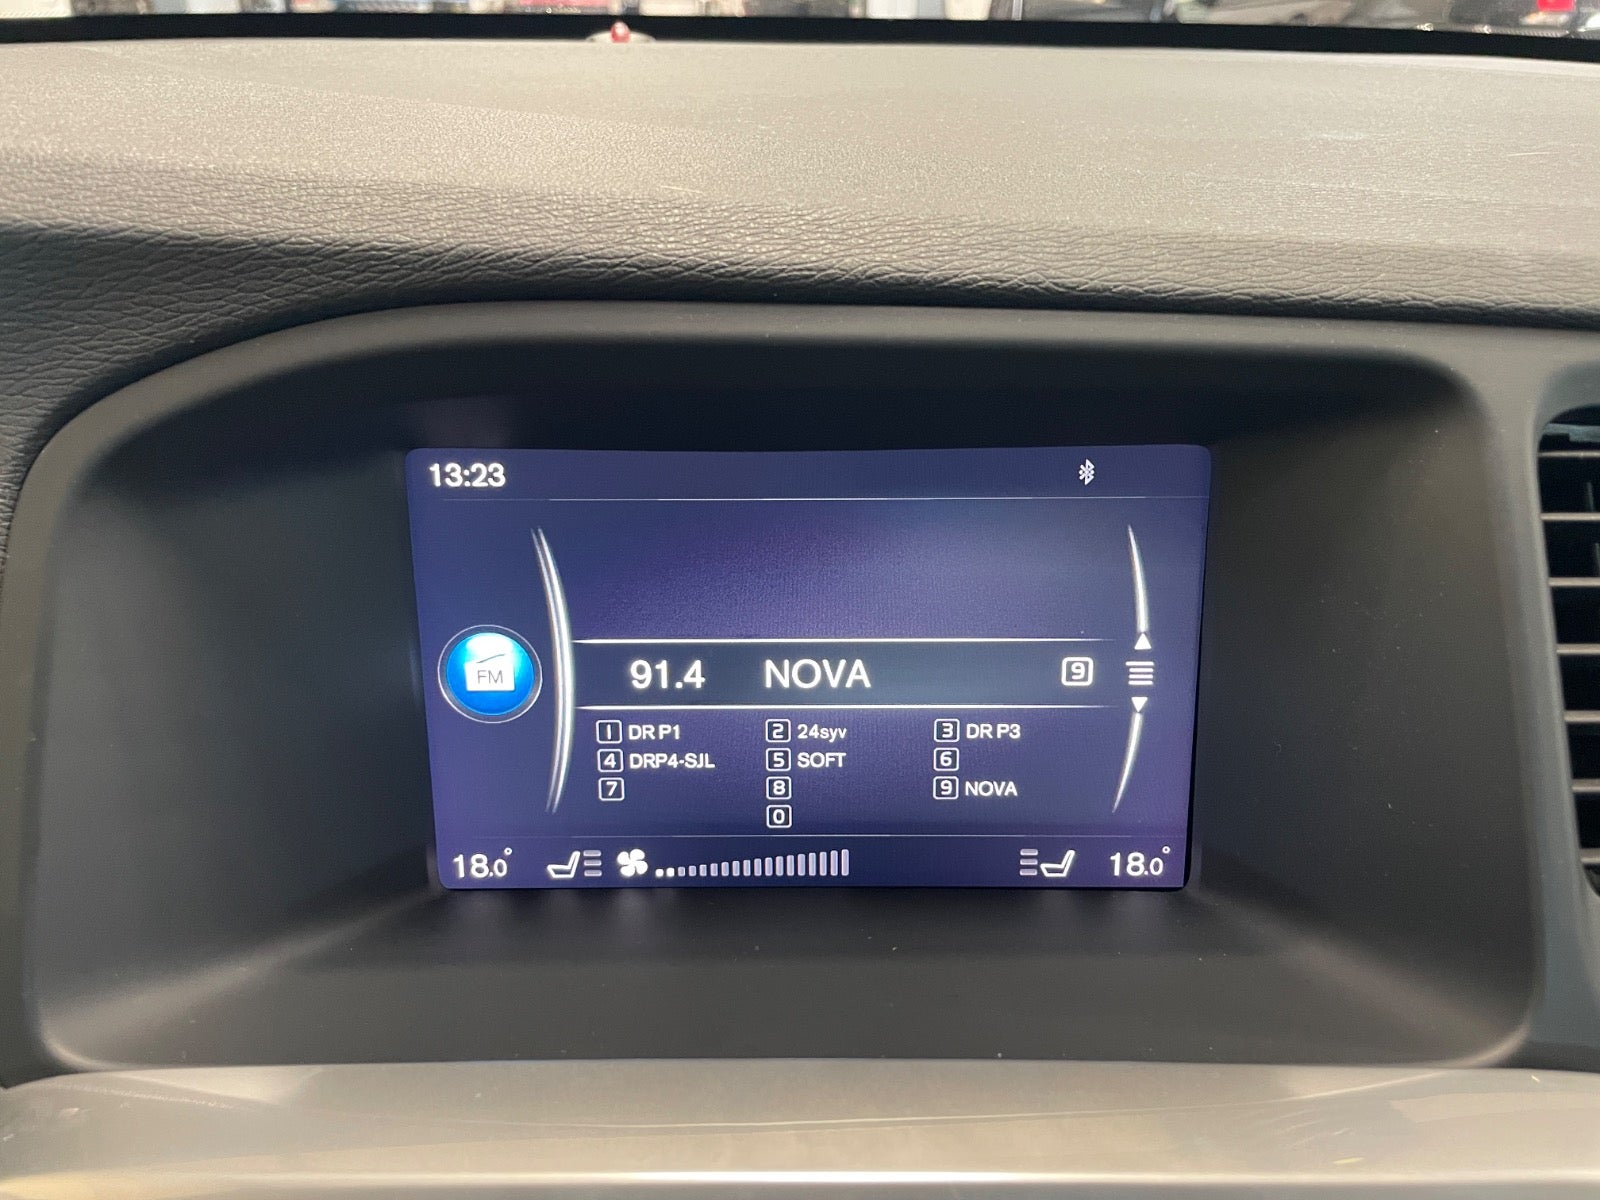 13:23
FM
91.4 NOVA 9
1 DR P1 2 24syv 3 DR P3
4 DRP4-SJL 5 SOFT 6
7 8 9 NOVA
0
18.0° 18.0°